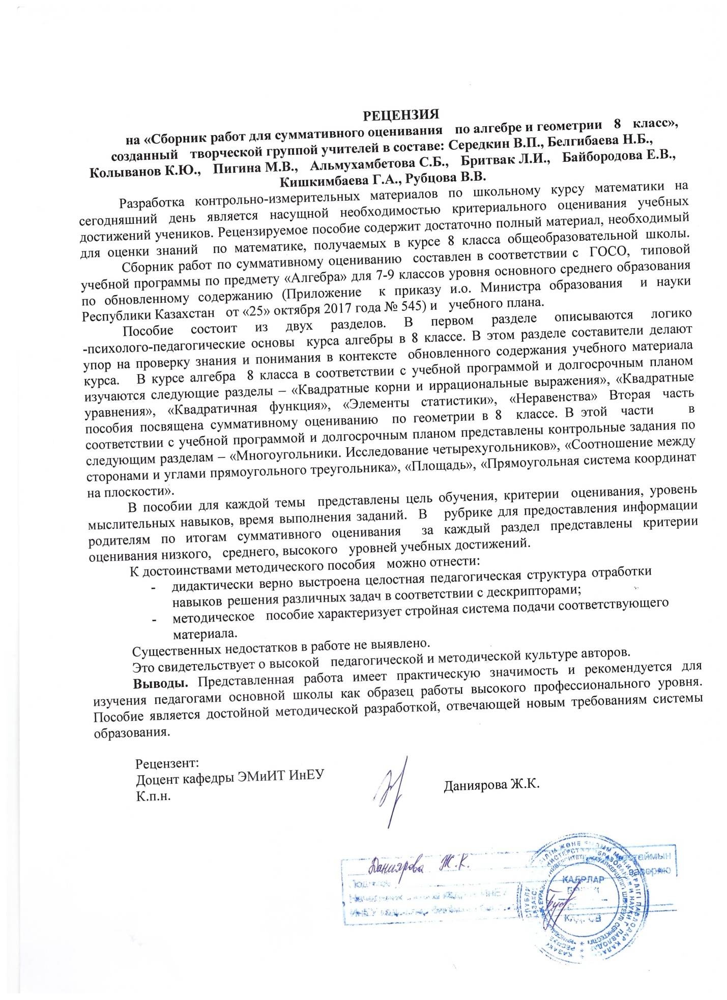 РЕЦЕНЗИЯ
на «Сборник работ для суммативного оценивания по алгебре и геометрии 8 класс»,
созданный творческой группой учителей в составе: Середкин В.П., Белгибаева Н.Б.,
Колыванов К.Ю., Пигина М.В., Альмухамбетова С.Б., Бритвак Л.И., Байбородова Е.В.,
Кишкимбаева Г.А., Рубцова В.В.
Разработка контрольно-измерительных материалов по школьному курсу математики на
сегодняшний день является насущной необходимостью критериального оценивания учебных
достижений учеников. Рецензируемое пособие содержит достаточно полный материал, необходимый
для оценки знаний по математике, получаемых в курсе 8 класса общеобразовательной школы.
Сборник работ по суммативному оцениванию составлен в соответствии с ГОСО, типовой
учебной программы по предмету «Алгебра» для 7-9 классов уровня основного среднего образования
по обновленному содержанию (Приложение к приказу и.о. Министра образования и науки
Республики Казахстан от «25» октября 2017 года № 545) и учебного плана.
Пособие состоит из двух разделов. В первом разделе описываются логико
-психолого-педагогические основы курса алгебры в 8 классе. В этом разделе составители делают
упор на проверку знания и понимания в контексте обновленного содержания учебного материала
курса. В курсе алгебра 8 класса в соответствии с учебной программой и долгосрочным планом
изучаются следующие разделы – «Квадратные корни и иррациональные выражения», «Квадратные
уравнения», «Квадратичная функция», «Элементы статистики», «Неравенства» Вторая часть
пособия посвящена суммативному оцениванию по геометрии в 8 классе. В этой части в
соответствии с учебной программой и долгосрочным планом представлены контрольные задания по
следующим разделам – «Многоугольники. Исследование четырехугольников», «Соотношение между
сторонами и углами прямоугольного треугольника», «Площадь», «Прямоугольная система координат
на плоскости».
В пособии для каждой темы представлены цель обучения, критерии оценивания, уровень
мыслительных навыков, время выполнения заданий. В рубрике для предоставления информации
родителям по итогам суммативного оценивания за каждый раздел представлены критерии
оценивания низкого, среднего, высокого уровней учебных достижений.
К достоинствами методического пособия можно отнести:
- дидактически верно выстроена целостная педагогическая структура отработки
навыков решения различных задач в соответствии с дескрипторами;
- методическое пособие характеризует стройная система подачи соответствующего
материала.
Существенных недостатков в работе не выявлено.
Это свидетельствует о высокой педагогической и методической культуре авторов.
Выводы. Представленная работа имеет практическую значимость и рекомендуется для
изучения педагогами основной школы как образец работы высокого профессионального уровня.
Пособие является достойной методической разработкой, отвечающей новым требованиям системы
образования.
Рецензент:
Доцент кафедры ЭМиИТ ИнЕУ
К.п.н.
Даниярова Ж.К.
Даниярова Ж.К.
заверяю
КАДРЛАР
КАДРОВ